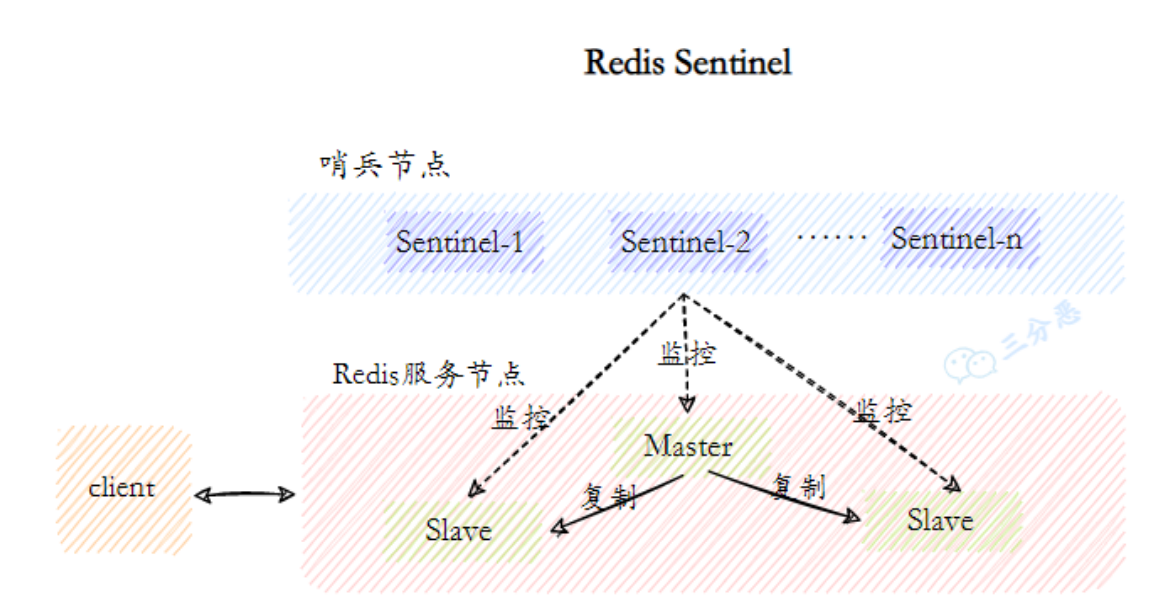 Redis Sentinel
哨兵节点
Sentinel-1
Sentinel-2
······
Sentinel-n
三分恶
监控
Redis服务节点
监控
监控
Master
client
复制
复制
Slave
Slave